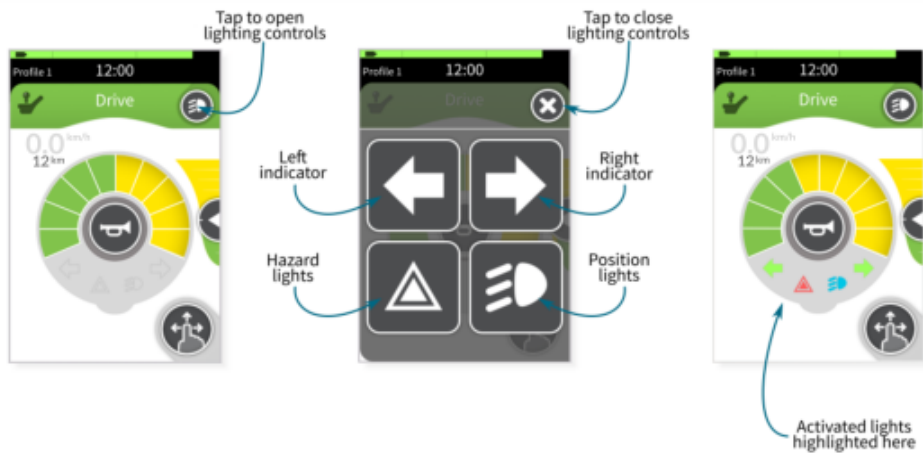 Tap to open
lighting controls
Tap to close
lighting controls
Profile 1 12:00
Drive
0.0 km/h
12 km
Profile 1 12:00
Drive
Left
indicator
Right
indicator
Hazard
lights
Position
lights
Profile 1 12:00
Drive
0.0 km/h
12 km
Activated lights
highlighted here